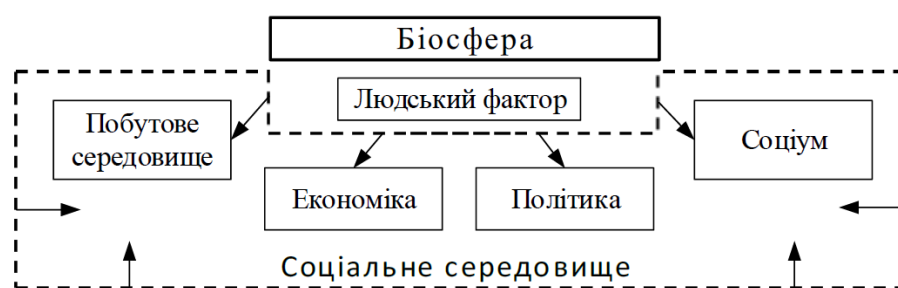 Біосфера
Людський фактор
Побутове
середовище
Соціум
Економіка
Політика
Соціальне середовище